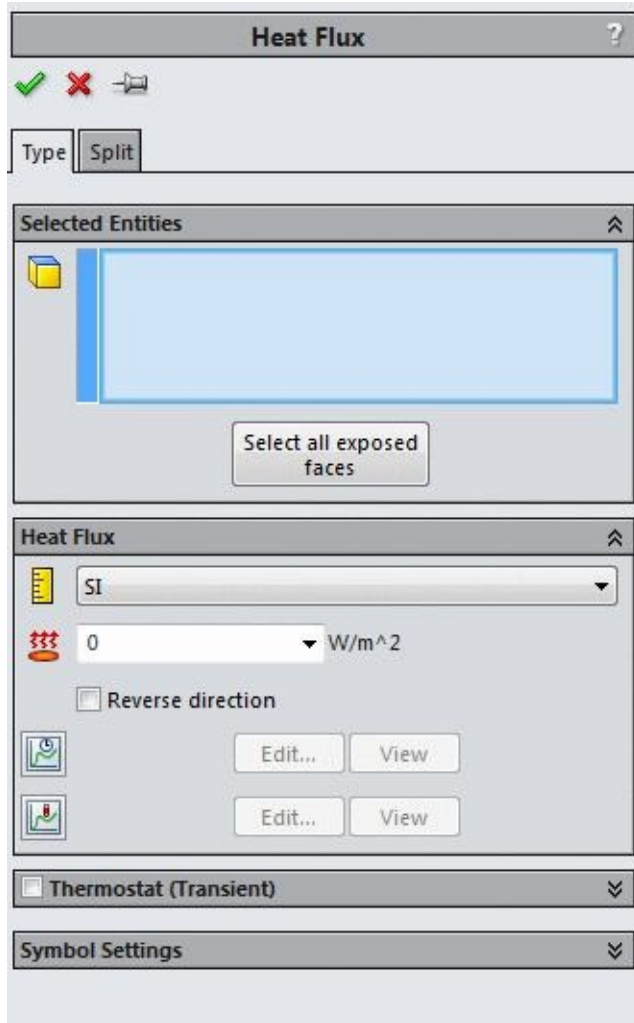 Heat Flux ?
Type Split
Selected Entities
Select all exposed
faces
Heat Flux
SI
0 W/m^2
Reverse direction
Edit... View
Edit... View
Thermostat (Transient)
Symbol Settings